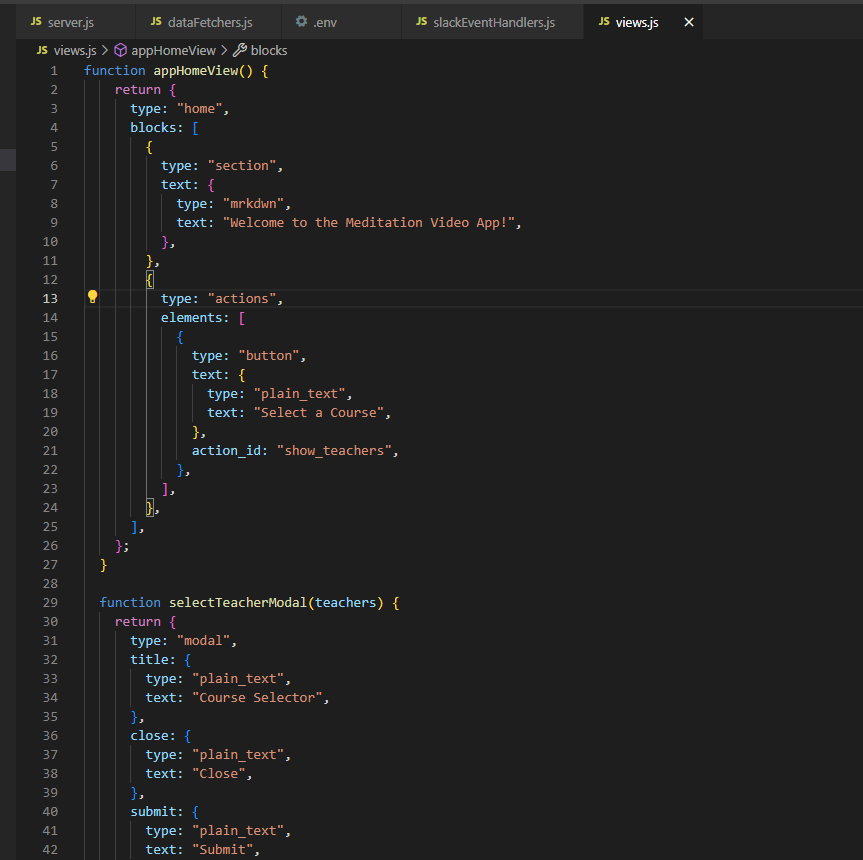 JS server.js JS dataFetchers.js .env JS slackEventHandlers.js JS views.js
JS views.js > appHomeView > blocks
1 function appHomeView() {
2 return {
3 type: "home",
4 blocks: [
5 {
6 type: "section",
7 text: {
8 type: "mrkdwn",
9 text: "Welcome to the Meditation Video App!",
10 },
11 },
12 {
13 type: "actions",
14 elements: [
15 {
16 type: "button",
17 text: {
18 type: "plain_text",
19 text: "Select a Course",
20 },
21 action_id: "show_teachers",
22 },
23 ],
24 },
25 ],
26 };
27 }
28
29 function selectTeacherModal(teachers) {
30 return {
31 type: "modal",
32 title: {
33 type: "plain_text",
34 text: "Course Selector",
35 },
36 close: {
37 type: "plain_text",
38 text: "Close",
39 },
40 submit: {
41 type: "plain_text",
42 text: "Submit",